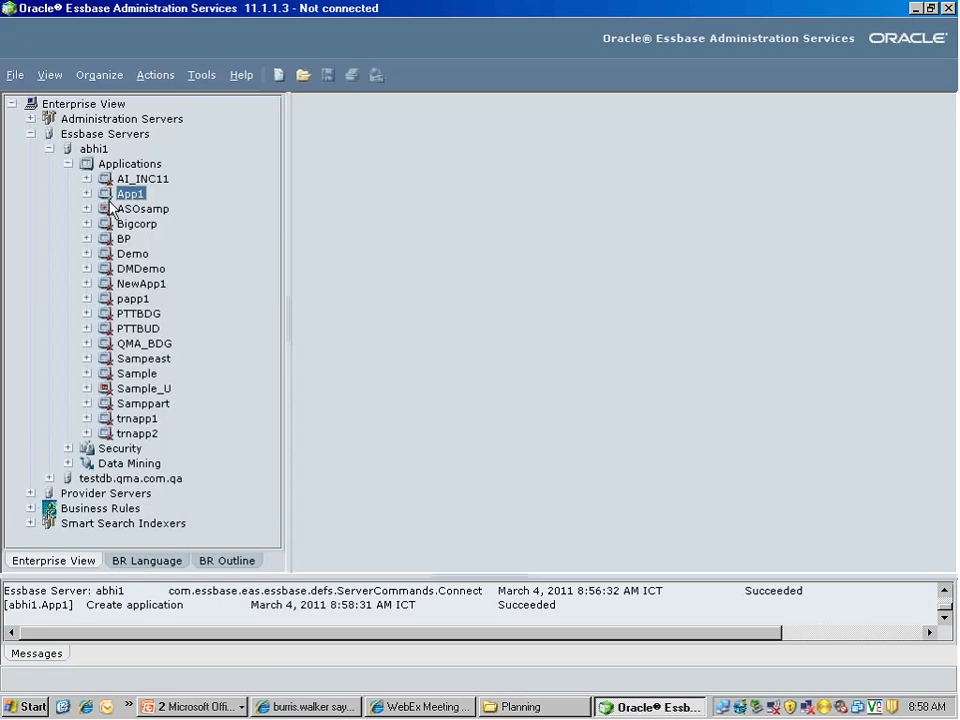 Oracle® Essbase Administration Services 11.1.1.3 - Not connected
Oracle® Essbase Administration Services ORACLE®
File View Organize Actions Tools Help
Enterprise View
Administration Servers
Essbase Servers
abhi1
Applications
AI_INC11
App1
ASOsamp
Bigcorp
BP
Demo
DMDemo
NewApp1
papp1
PTTBDG
PTTBUD
QMA_BDG
Sampeast
Sample
Sample_U
Samppart
trnapp1
trnapp2
Security
Data Mining
testdb.qma.com.qa
Provider Servers
Business Rules
Smart Search Indexers
Enterprise View BR Language BR Outline
Essbase Server: abhi1 com.essbase.eas.essbase.defs.ServerCommands.Connect March 4, 2011 8:56:32 AM ICT Succeeded
[abhi1.App1] Create application March 4, 2011 8:58:31 AM ICT Succeeded
Messages
Start » 2 Microsoft Offi... burris.walker say... WebEx Meeting ... Planning Oracle® Essb... 8:58 AM